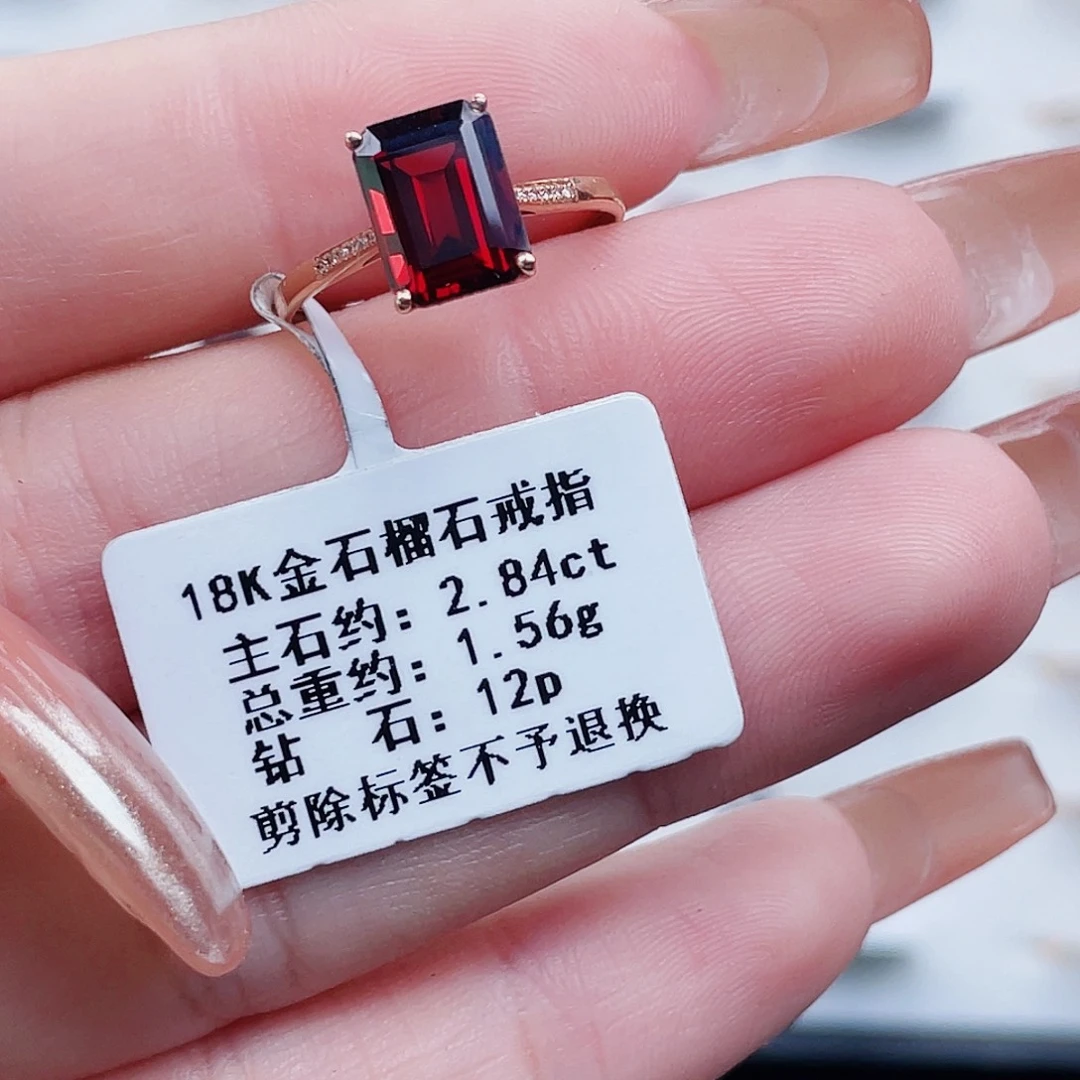 18K金石榴石戒指
主石约: 2.84ct
总重约: 1.56g
钻 石: 12p
剪除标签不予退换